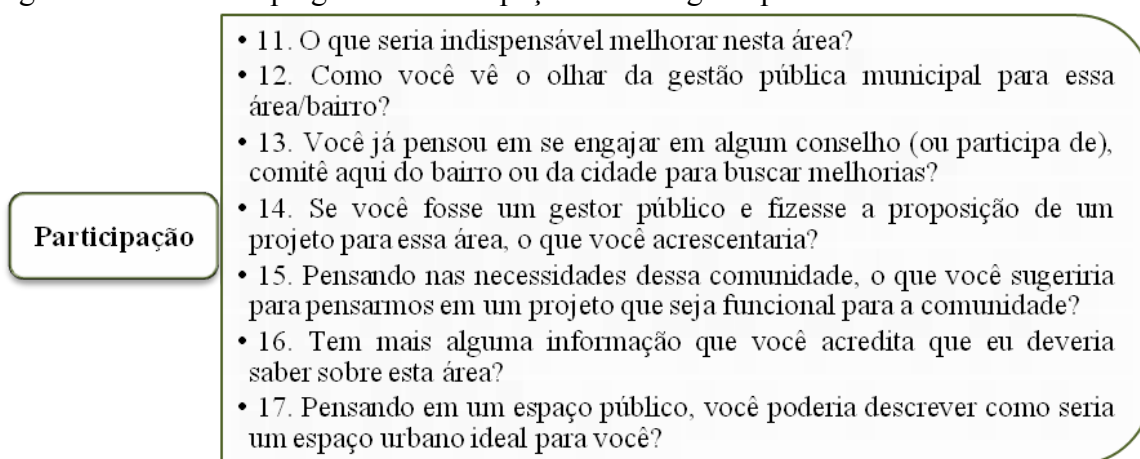 • 11. O que seria indispensável melhorar nesta área?
• 12. Como você vê o olhar da gestão pública municipal para essa
área/bairro?
• 13. Você já pensou em se engajar em algum conselho (ou participa de),
comitê aqui do bairro ou da cidade para buscar melhorias?
Participação
• 14. Se você fosse um gestor público e fizesse a proposição de um
projeto para essa área, o que você acrescentaria?
• 15. Pensando nas necessidades dessa comunidade, o que você sugeriria
para pensarmos em um projeto que seja funcional para a comunidade?
• 16. Tem mais alguma informação que você acredita que eu deveria
saber sobre esta área?
• 17. Pensando em um espaço público, você poderia descrever como seria
um espaço urbano ideal para você?